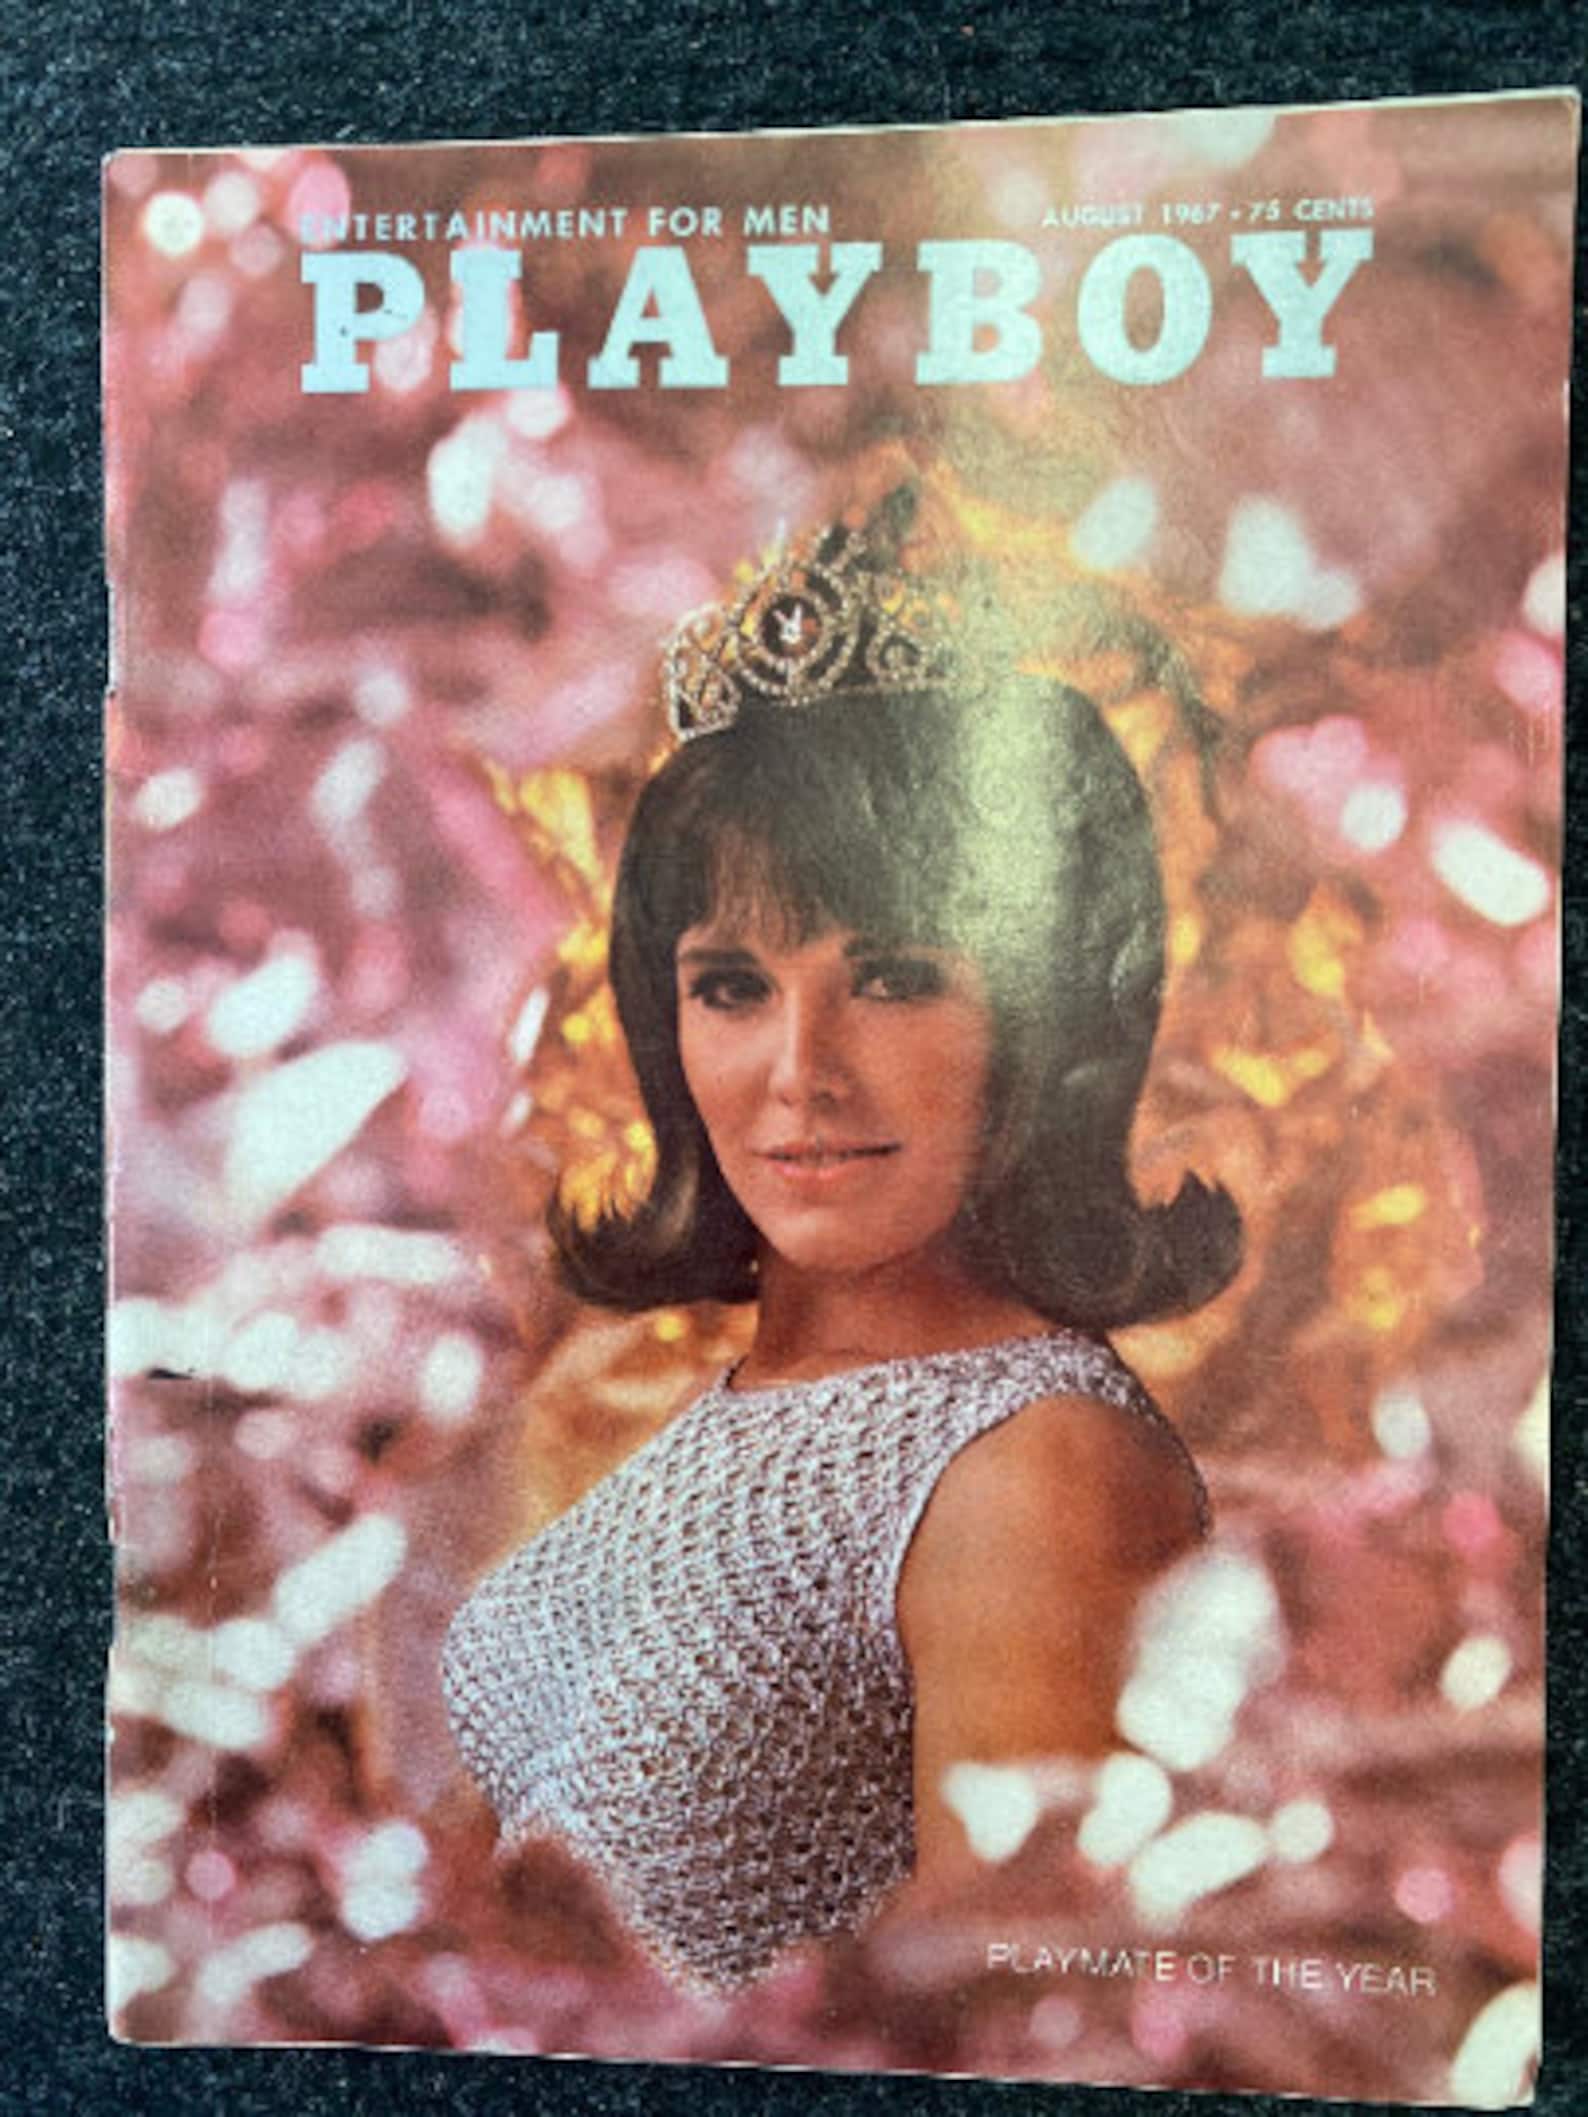 ENTERTAINMENT FOR MEN
AUGUST 1967 • 75 CENTS
PLAYBOY
PLAYMATE OF THE YEAR